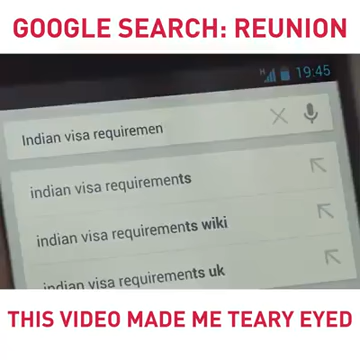 GOOGLE SEARCH: REUNION
19:45
Indian visa requiremen
indian visa requirements
indian visa requirements wiki
indian visa requirements uk
THIS VIDEO MADE ME TEARY EYED